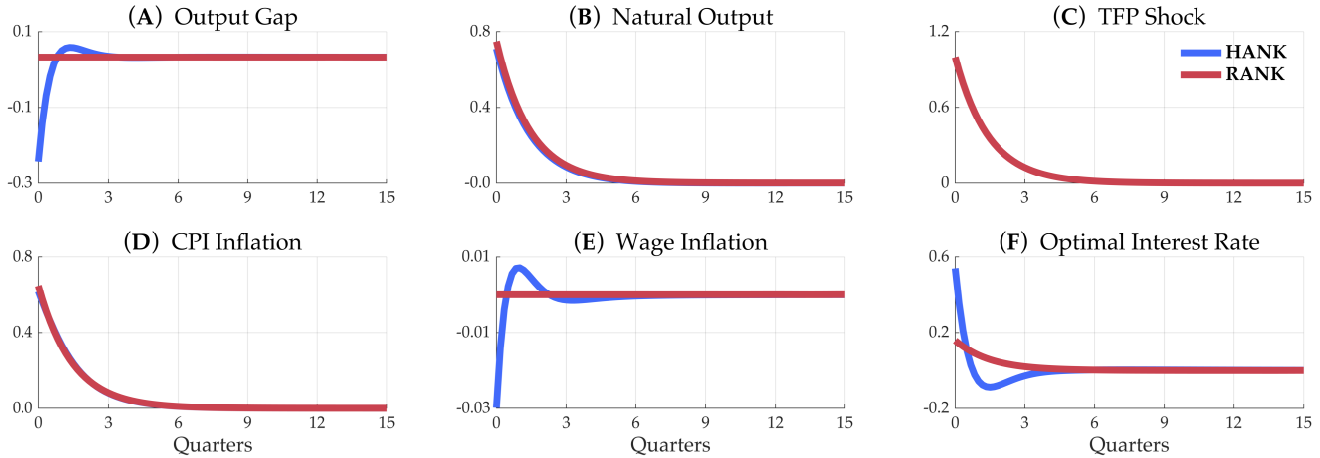 (A) Output Gap
0.1
-0.1
-0.3
0 3 6 9 12 15
(B) Natural Output
0.8
0.4
-0.0
0 3 6 9 12 15
(C) TFP Shock
1.2
0.6
0
0 3 6 9 12 15
HANK
RANK
(D) CPI Inflation
0.8
0.4
0.0
0 3 6 9 12 15
Quarters
(E) Wage Inflation
0.01
-0.01
-0.03
0 3 6 9 12 15
Quarters
(F) Optimal Interest Rate
0.6
0.2
-0.2
0 3 6 9 12 15
Quarters